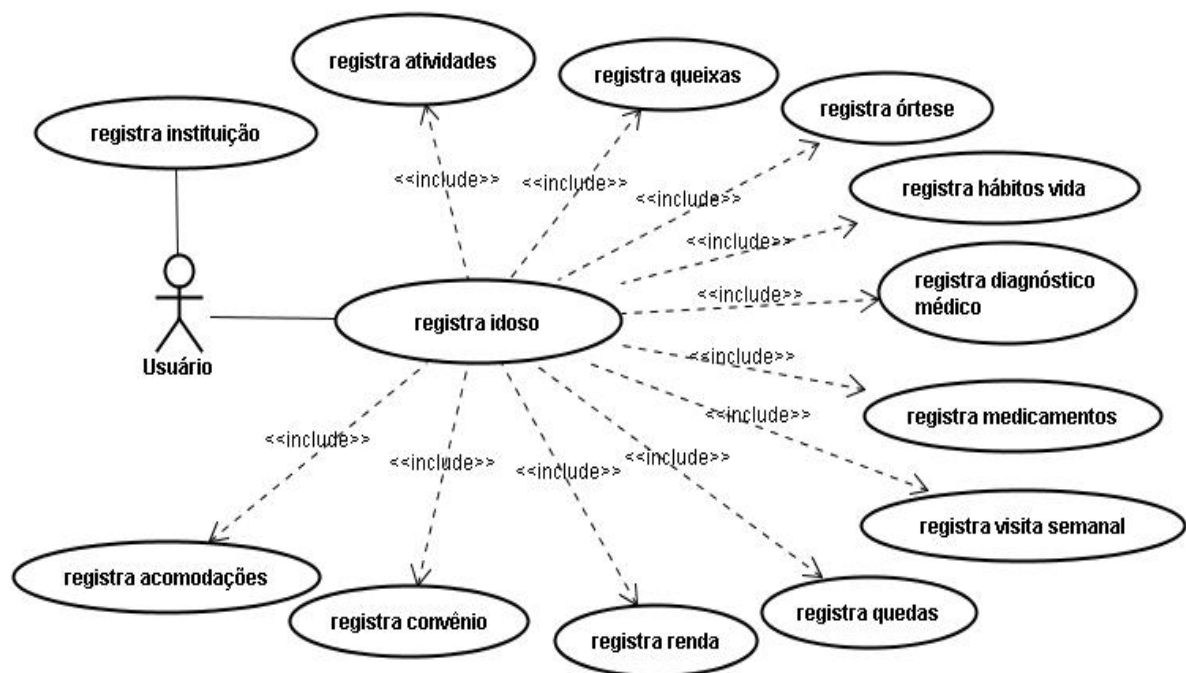 registra atividades
registra queixas
registra órtese
registra instituição
<<include>>
<<include>>
<<include>>
registra hábitos vida
<<include>>
<<include>>
registra diagnóstico
médico
registra idoso
Usuário
<<include>>
registra medicamentos
<<include>>
<<include>>
<<include>>
<<include>>
<<include>>
registra visita semanal
registra acomodações
registra convênio
registra renda
registra quedas